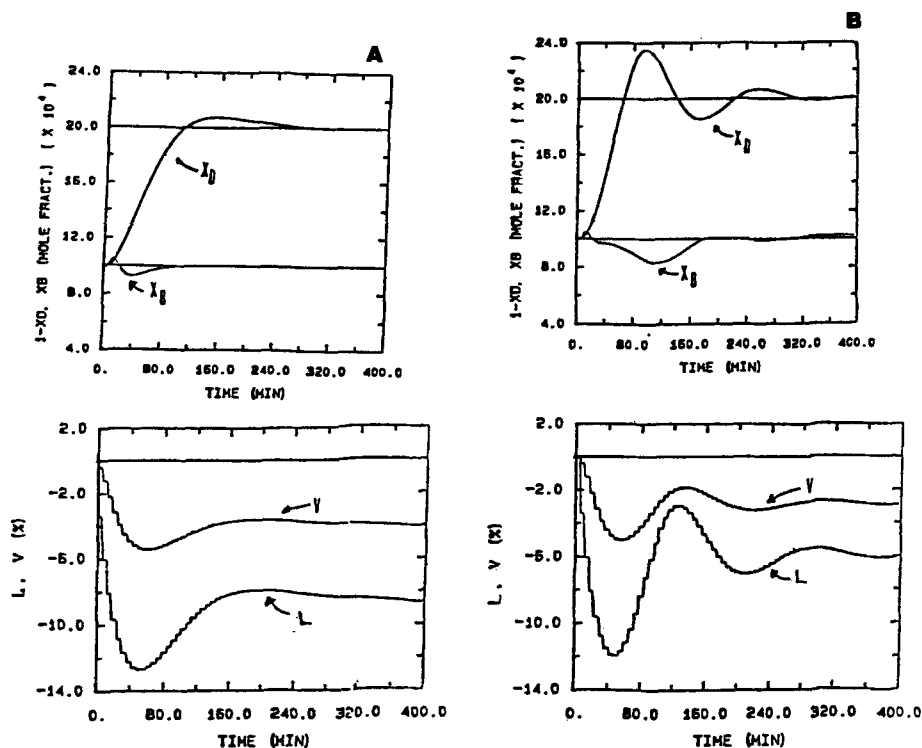 A
1-XD, XB (MOLE FRACT.) ( X 10⁴ )
24.0
20.0
16.0
12.0
8.0
4.0
X_D
X_B
0. 80.0 160.0 240.0 320.0 400.0
TIME (MIN)
B
1-XD, XB (MOLE FRACT.) ( X 10⁴ )
24.0
20.0
16.0
12.0
8.0
4.0
X_D
X_B
0. 80.0 160.0 240.0 320.0 400.0
TIME (MIN)
L, V (%)
2.0
-2.0
-6.0
-10.0
-14.0
V
L
0. 80.0 160.0 240.0 320.0 400.0
TIME (MIN)
L, V (%)
2.0
-2.0
-6.0
-10.0
-14.0
V
L
0. 80.0 160.0 240.0 320.0 400.0
TIME (MIN)